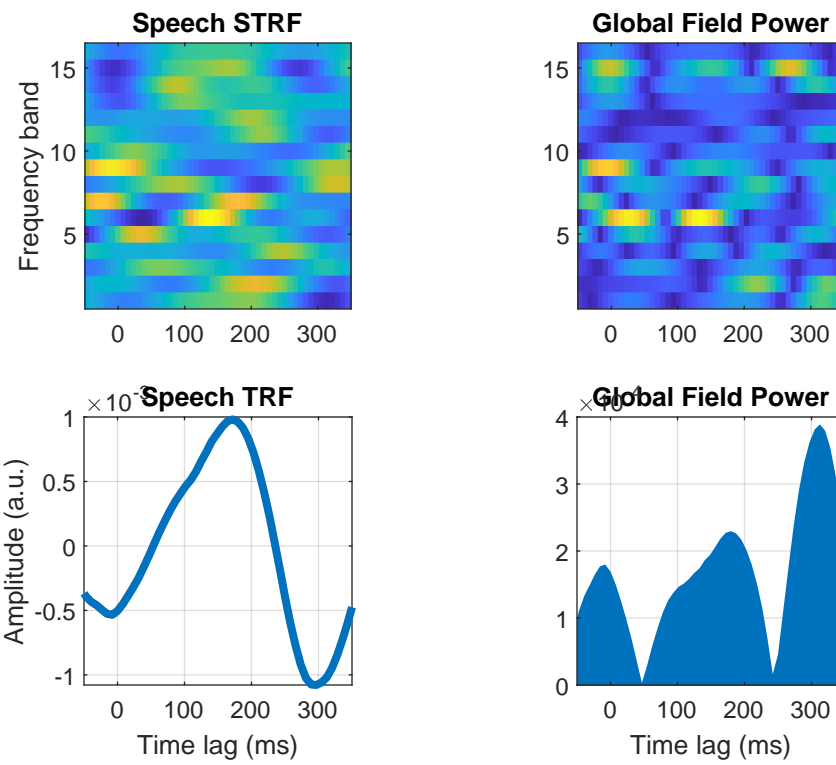 Speech STRF
Frequency band
15
10
5
0 100 200 300
Global Field Power
15
10
5
0 100 200 300
Speech TRF
× 10-3
Amplitude (a.u.)
1
0.5
0
-0.5
-1
0 100 200 300
Time lag (ms)
Global Field Power
× 10-4
4
3
2
1
0
0 100 200 300
Time lag (ms)